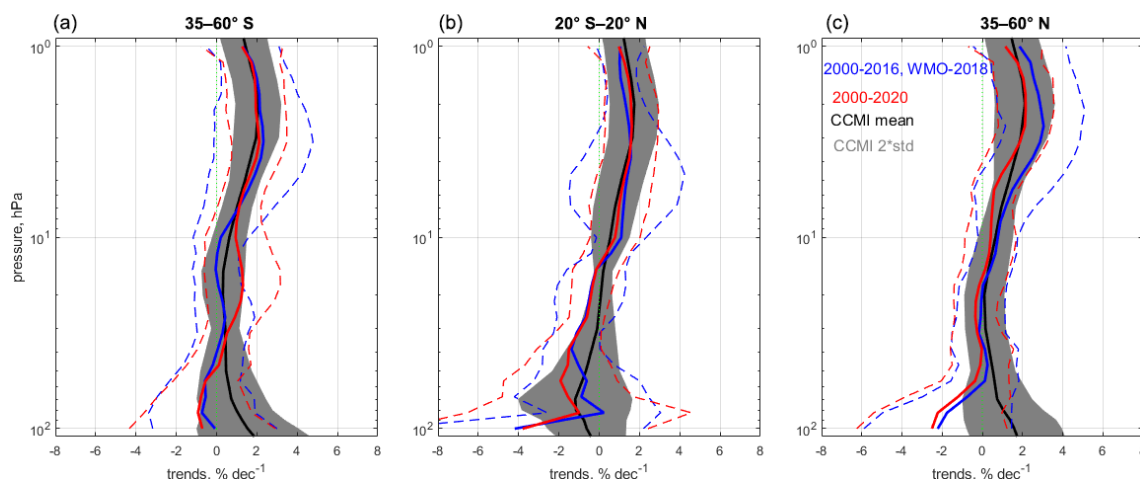 (a) 35–60° S
(b) 20° S–20° N
(c) 35–60° N
pressure, hPa
10⁰
10¹
10²
-8 -6 -4 -2 0 2 4 6 8
trends, % dec⁻¹
10⁰
10¹
10²
-8 -6 -4 -2 0 2 4 6 8
trends, % dec⁻¹
10⁰
10¹
10²
2000-2016, WMO-2018
2000-2020
CCMI mean
CCMI 2*std
-8 -6 -4 -2 0 2 4 6 8
trends, % dec⁻¹